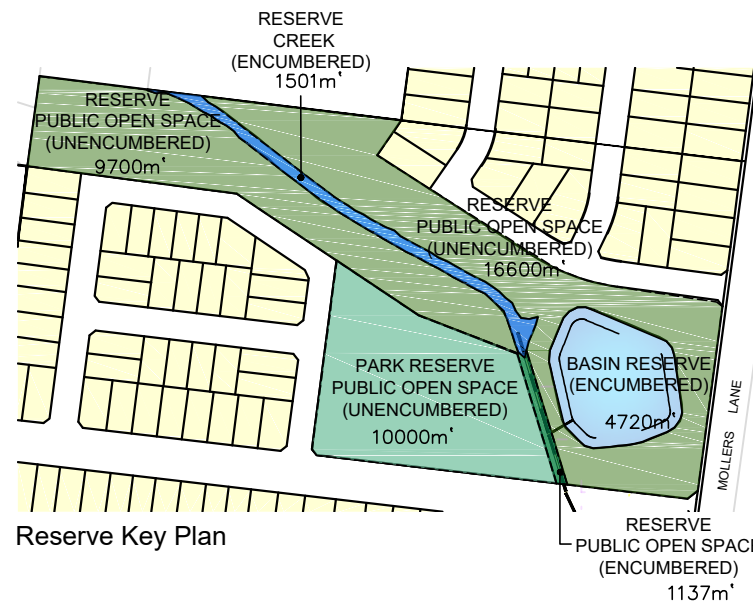 RESERVE
CREEK
(ENCUMBERED)
1501m²
RESERVE
PUBLIC OPEN SPACE
(UNENCUMBERED)
9700m²
RESERVE
PUBLIC OPEN SPACE
(UNENCUMBERED)
16600m²
PARK RESERVE
PUBLIC OPEN SPACE
(UNENCUMBERED)
10000m²
BASIN RESERVE
(ENCUMBERED)
4720m²
MOLLERS LANE
Reserve Key Plan
RESERVE
PUBLIC OPEN SPACE
(ENCUMBERED)
1137m²